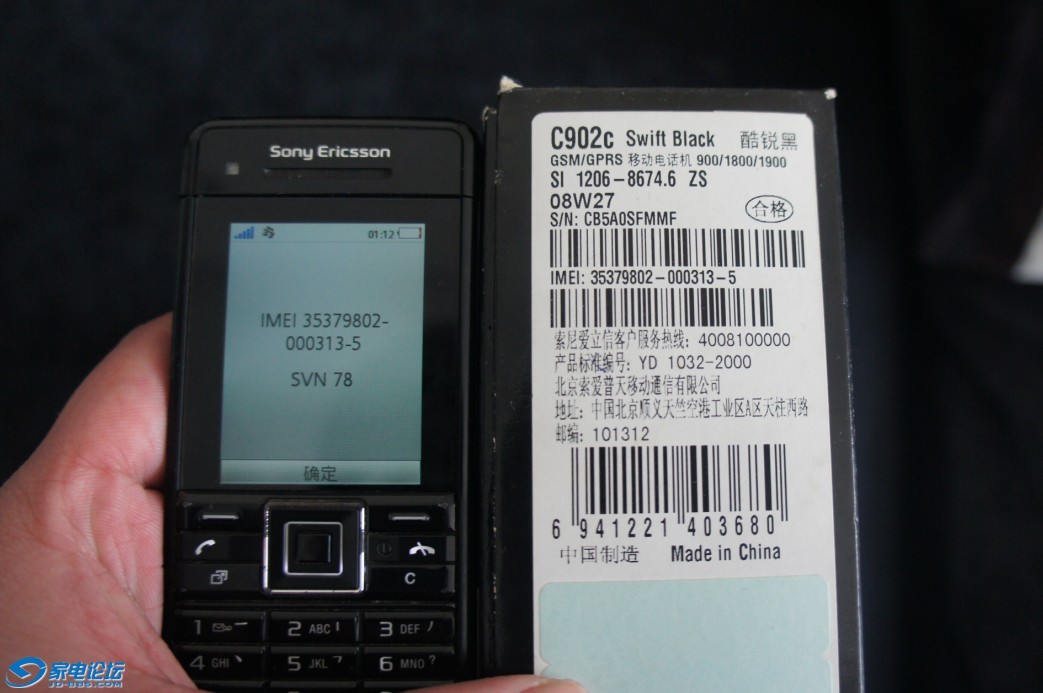 Sony Ericsson
01:12
IMEI 35379802-
000313-5
SVN 78
确定
C
1
2 ABC
3 DEF
4 GHI
5 JKL
6 MNO ?
C902c Swift Black 酷锐黑
GSM/GPRS 移动电话机 900/1800/1900
SI 1206-8674.6 ZS
08W27
合格
S/N: CB5A0SFMMF
IMEI: 35379802-000313-5
索尼爱立信客户服务热线: 4008100000
产品标准编号: YD 1032-2000
北京索爱普天移动通信有限公司
地址: 中国北京顺义天竺空港工业区A区天柱西路
邮编: 101312
6 941221 403680
中国制造 Made in China
家电论坛
JD-BBS.COM